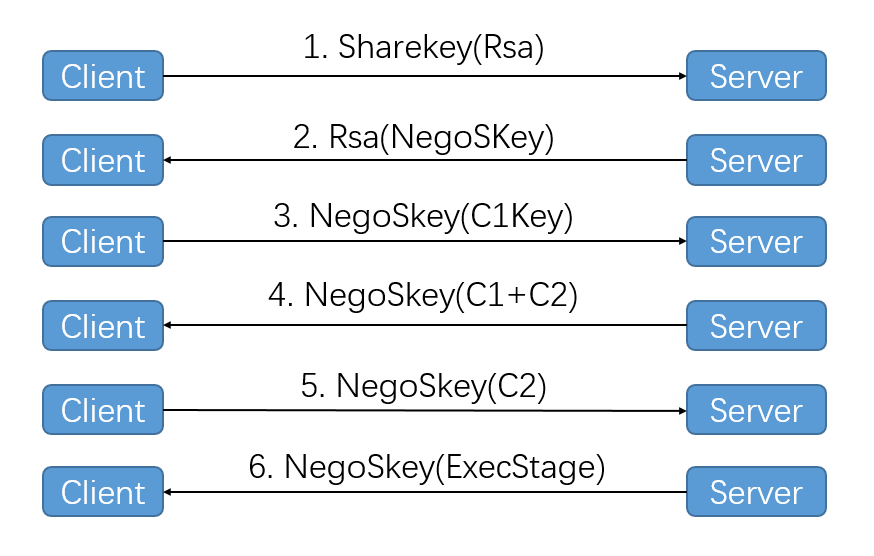 1. Sharekey(Rsa)
Client Server
2. Rsa(NegoSKey)
Client Server
3. NegoSkey(C1Key)
Client Server
4. NegoSkey(C1+C2)
Client Server
5. NegoSkey(C2)
Client Server
6. NegoSkey(ExecStage)
Client Server